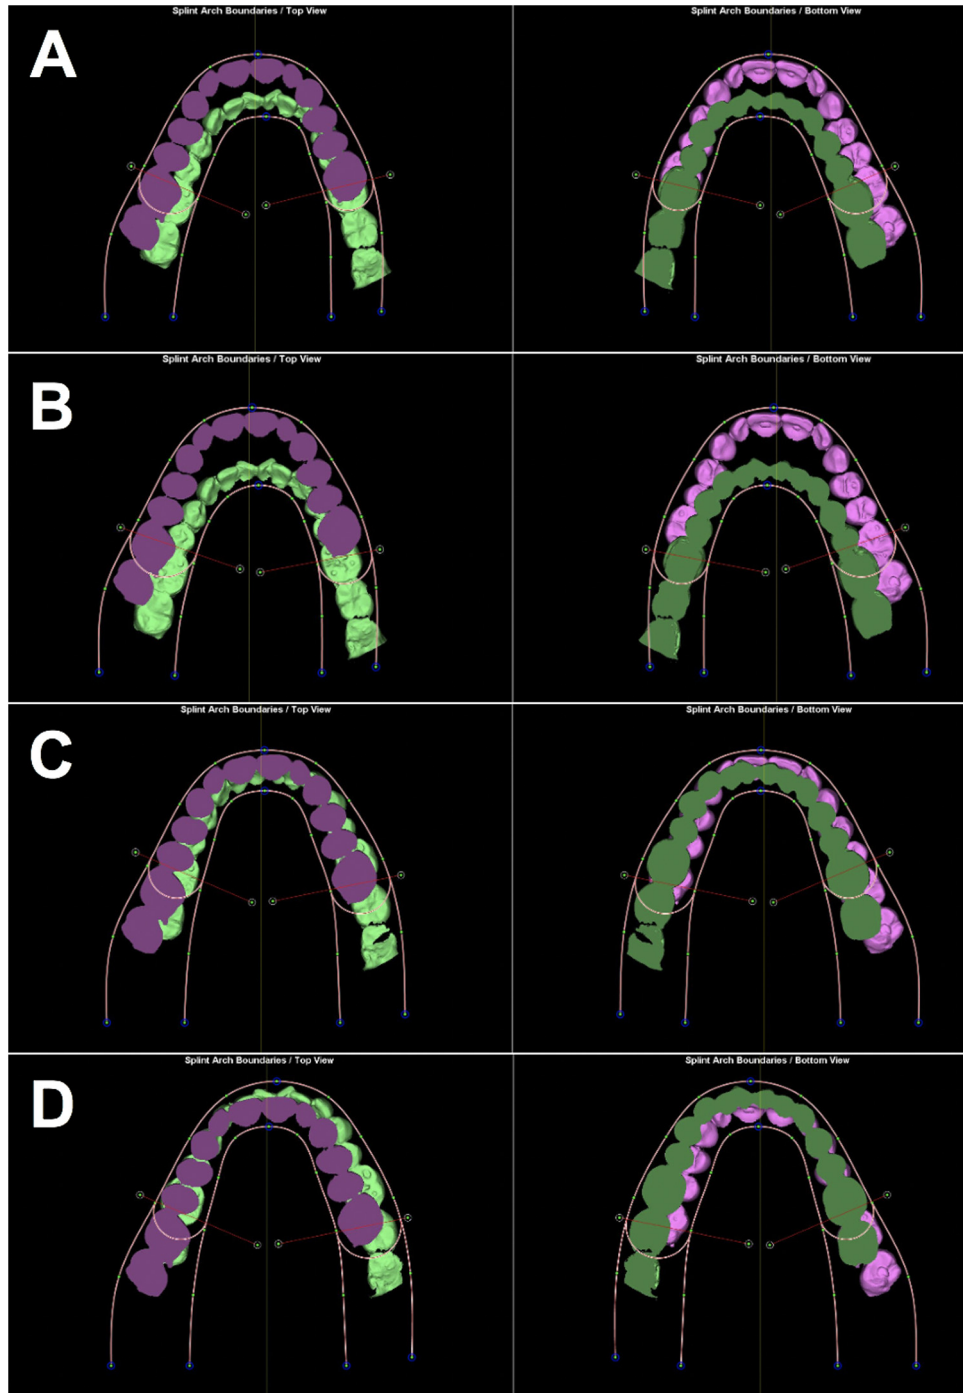 A
Splint Arch Boundaries / Top View
Splint Arch Boundaries / Bottom View
B
Splint Arch Boundaries / Top View
Splint Arch Boundaries / Bottom View
C
Splint Arch Boundaries / Top View
Splint Arch Boundaries / Bottom View
D
Splint Arch Boundaries / Top View
Splint Arch Boundaries / Bottom View